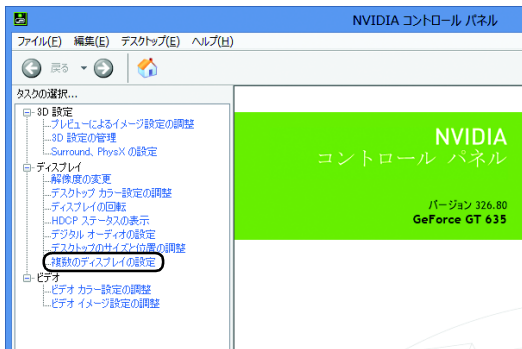 NVIDIA コントロール パネル
ファイル(F) 編集(E) デスクトップ(E) ヘルプ(H)
戻る
タスクの選択...
3D 設定
プレビューによるイメージ設定の調整
3D 設定の管理
Surround、PhysX の設定
ディスプレイ
解像度の変更
デスクトップ カラー設定の調整
ディスプレイの回転
HDCP ステータスの表示
デジタル オーディオの設定
デスクトップのサイズと位置の調整
複数のディスプレイの設定
ビデオ
ビデオ カラー設定の調整
ビデオ イメージ設定の調整
NVIDIA
コントロール パネル
バージョン 326.80
GeForce GT 635